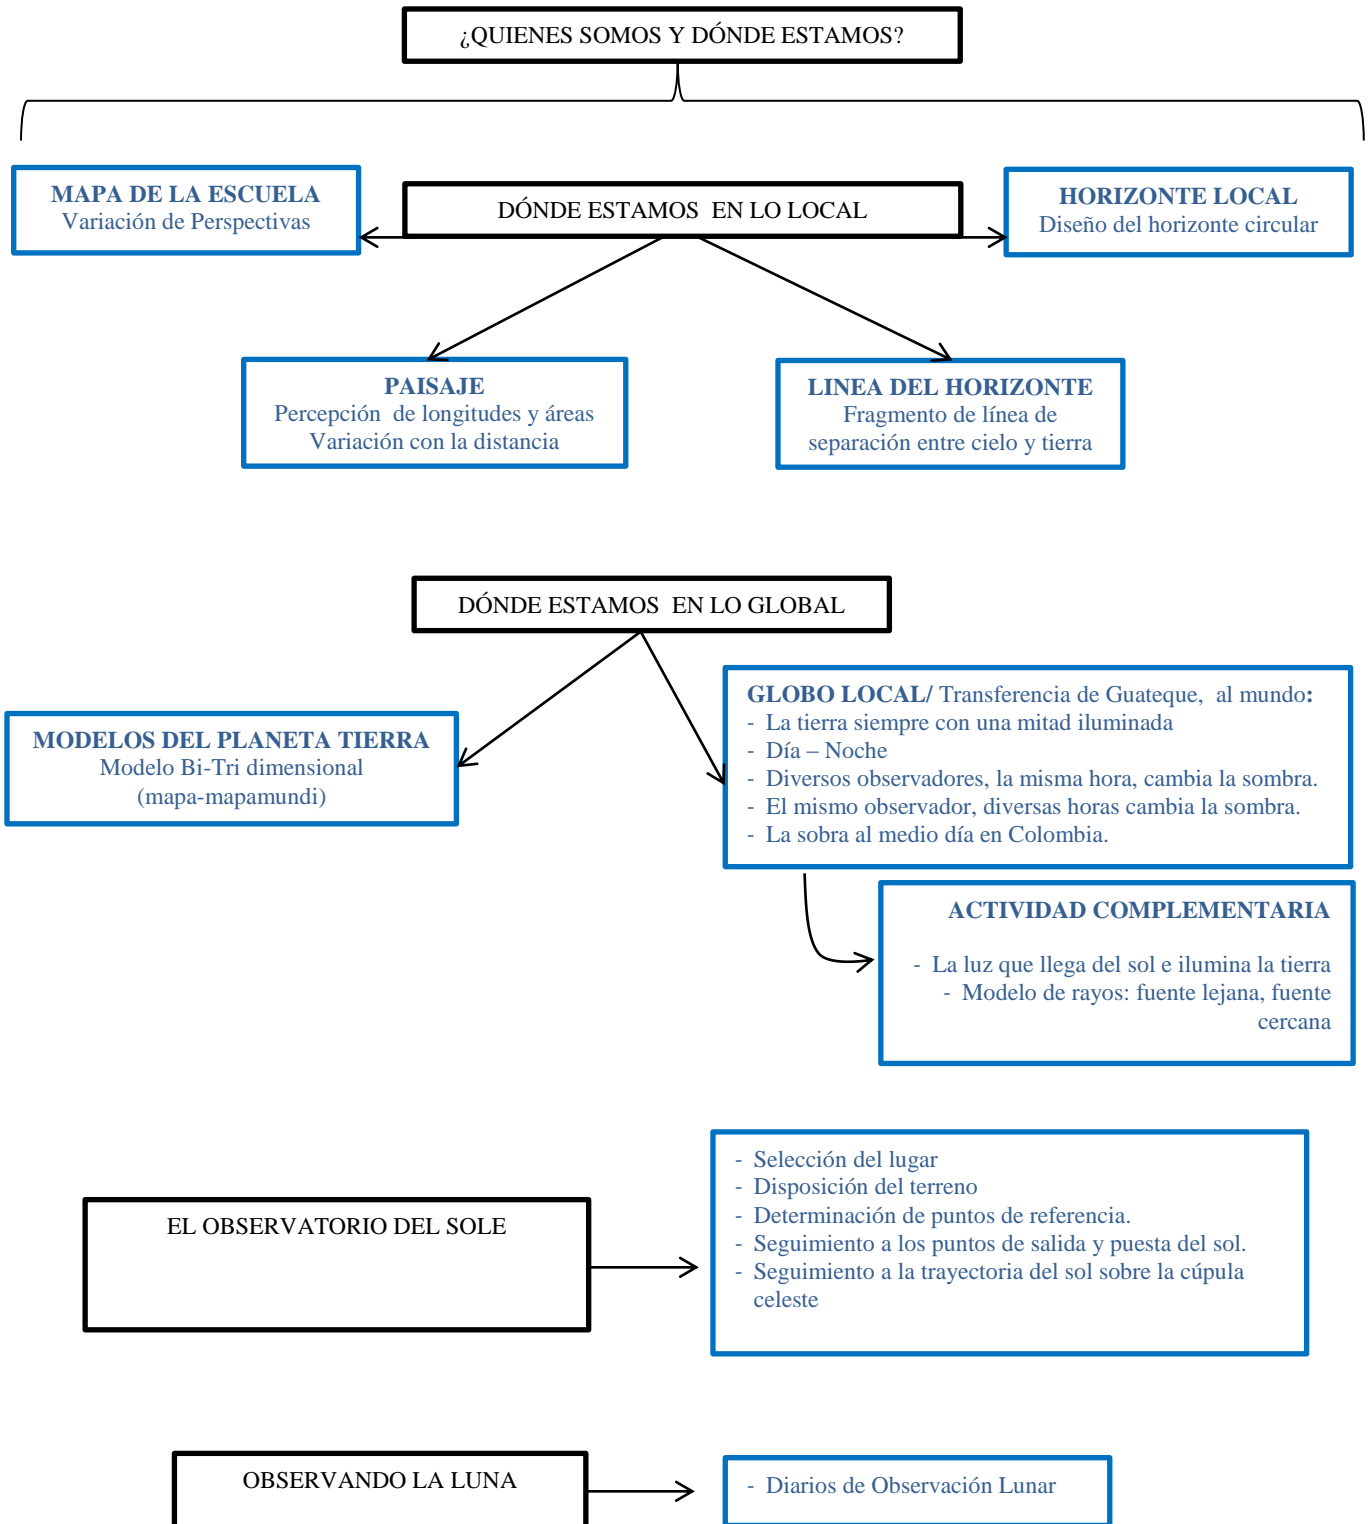 ¿QUIENES SOMOS Y DÓNDE ESTAMOS?
MAPA DE LA ESCUELA
Variación de Perspectivas
DÓNDE ESTAMOS EN LO LOCAL
HORIZONTE LOCAL
Diseño del horizonte circular
PAISAJE
Percepción de longitudes y áreas
Variación con la distancia
LINEA DEL HORIZONTE
Fragmento de línea de
separación entre cielo y tierra
DÓNDE ESTAMOS EN LO GLOBAL
MODELOS DEL PLANETA TIERRA
Modelo Bi-Tri dimensional
(mapa-mapamundi)
GLOBO LOCAL/ Transferencia de Guateque, al mundo:
- La tierra siempre con una mitad iluminada
- Día – Noche
- Diversos observadores, la misma hora, cambia la sombra.
- El mismo observador, diversas horas cambia la sombra.
- La sobra al medio día en Colombia.
ACTIVIDAD COMPLEMENTARIA
- La luz que llega del sol e ilumina la tierra
- Modelo de rayos: fuente lejana, fuente
cercana
EL OBSERVATORIO DEL SOLE
- Selección del lugar
- Disposición del terreno
- Determinación de puntos de referencia.
- Seguimiento a los puntos de salida y puesta del sol.
- Seguimiento a la trayectoria del sol sobre la cúpula
celeste
OBSERVANDO LA LUNA
- Diarios de Observación Lunar